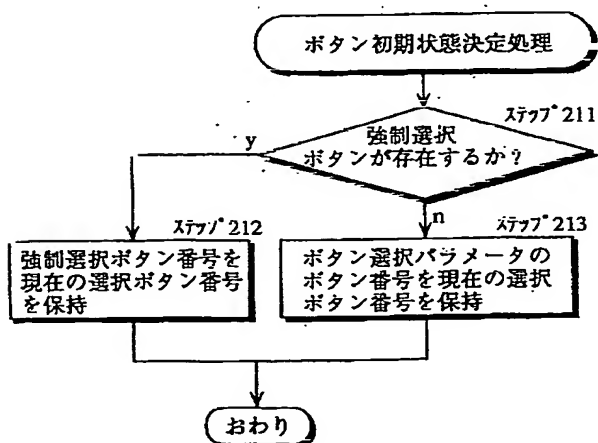 ボタン初期状態決定処理
ステップ211
強制選択
ボタンが存在するか?
y
n
ステップ212
強制選択ボタン番号を
現在の選択ボタン番号
を保持
ステップ213
ボタン選択パラメータの
ボタン番号を現在の選択
ボタン番号を保持
おわり